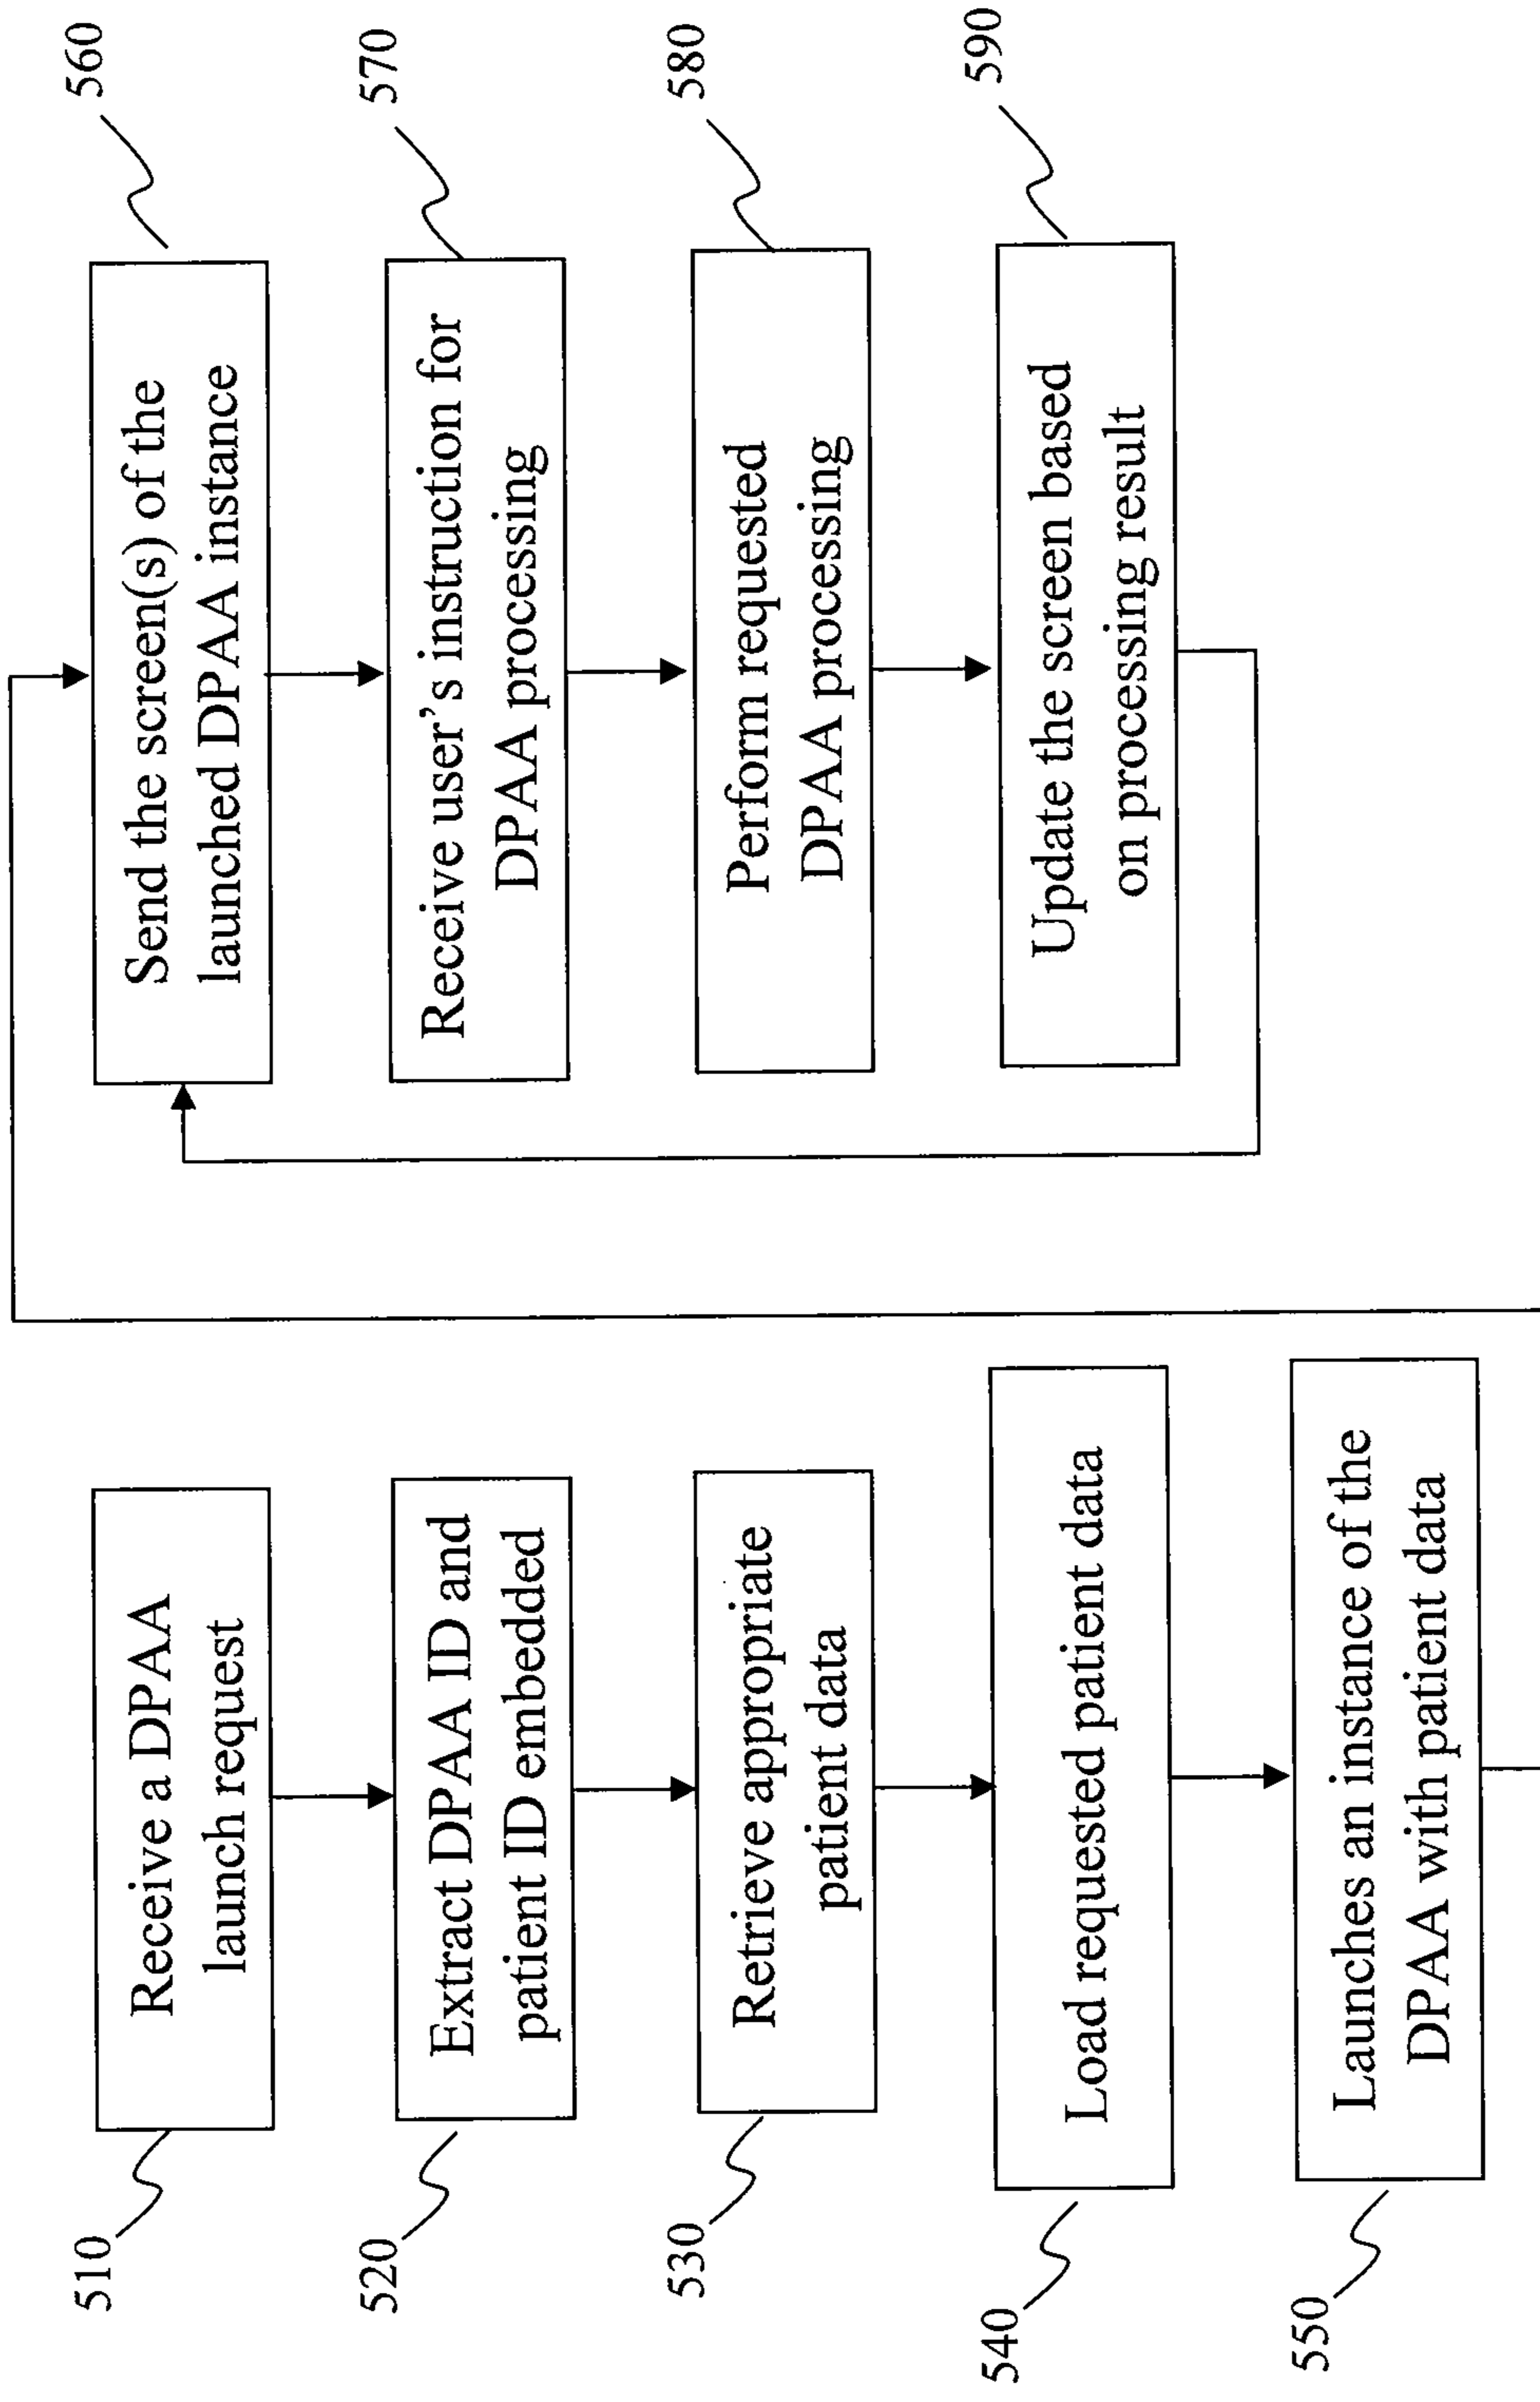 510
Receive a DPAA
launch request
520
Extract DPAA ID and
patient ID embedded
530
Retrieve appropriate
patient data
540
Load requested patient data
550
Launches an instance of the
DPAA with patient data
560
Send the screen(s) of the
launched DPAA instance
570
Receive user's instruction for
DPAA processing
580
Perform requested
DPAA processing
590
Update the screen based
on processing result